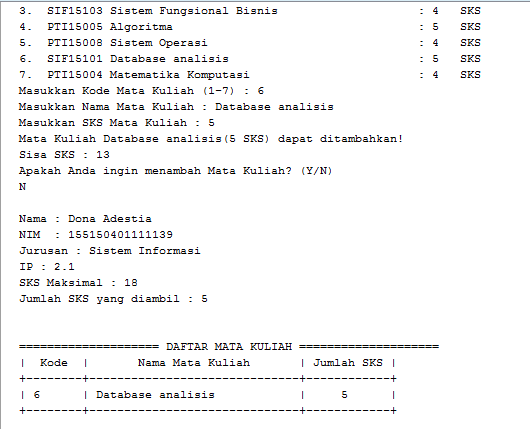 3.  SIF15103 Sistem Fungsional Bisnis                    : 4   SKS
4.  PTI15005 Algoritma                                   : 5   SKS
5.  PTI15008 Sistem Operasi                              : 4   SKS
6.  SIF15101 Database analisis                           : 5   SKS
7.  PTI15004 Matematika Komputasi                        : 4   SKS
Masukkan Kode Mata Kuliah (1-7) : 6
Masukkan Nama Mata Kuliah : Database analisis
Masukkan SKS Mata Kuliah : 5
Mata Kuliah Database analisis(5 SKS) dapat ditambahkan!
Sisa SKS : 13
Apakah Anda ingin menambah Mata Kuliah? (Y/N)
N
Nama : Dona Adestia
NIM  : 155150401111139
Jurusan : Sistem Informasi
IP : 2.1
SKS Maksimal : 18
Jumlah SKS yang diambil : 5
==================== DAFTAR MATA KULIAH ====================
|  Kode  |       Nama Mata Kuliah       | Jumlah SKS |
+--------+------------------------------+------------+
| 6      | Database analisis            |     5      |
+--------+------------------------------+------------+